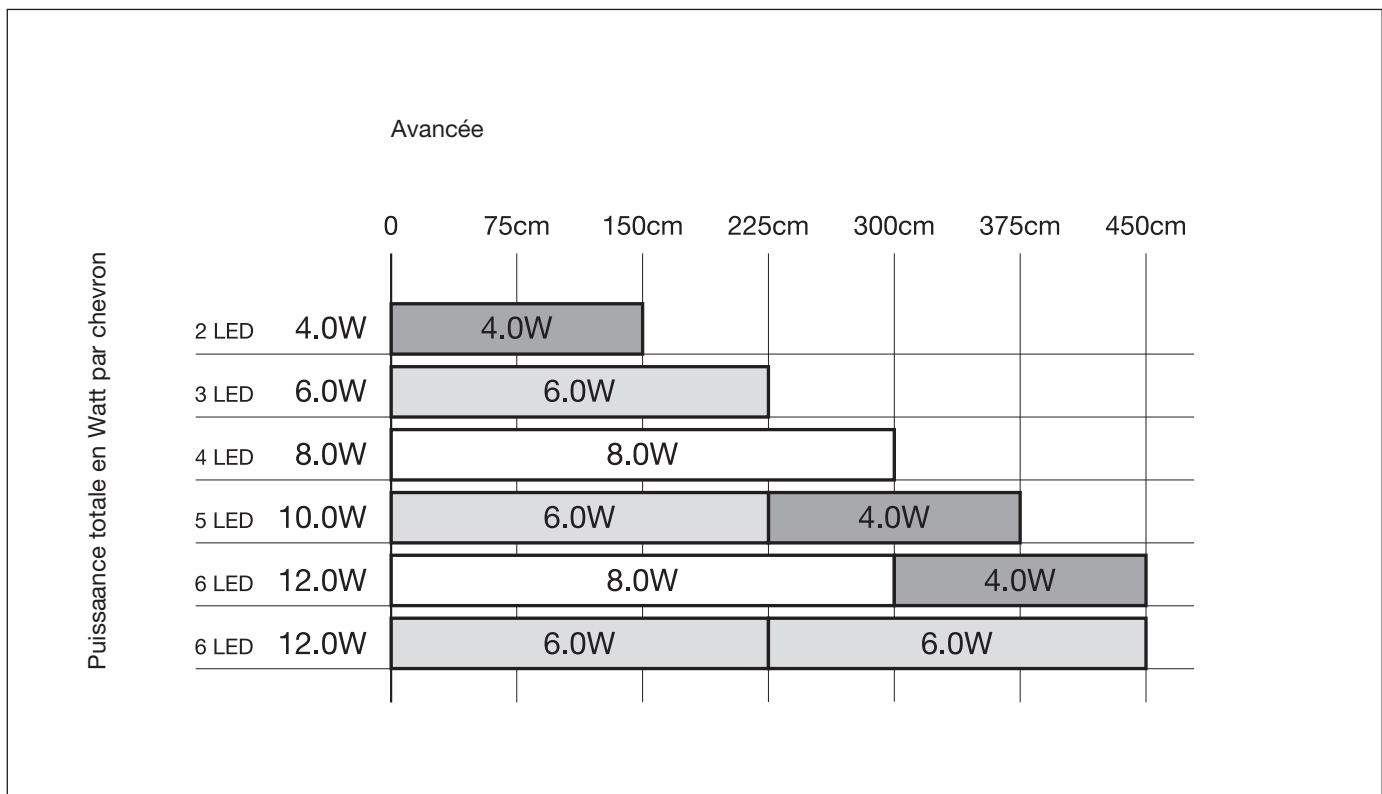 Avancée
0 75cm 150cm 225cm 300cm 375cm 450cm
Puissaance totale en Watt par chevron
2 LED 4.0W 4.0W
3 LED 6.0W 6.0W
4 LED 8.0W 8.0W
5 LED 10.0W 6.0W 4.0W
6 LED 12.0W 8.0W 4.0W
6 LED 12.0W 6.0W 6.0W